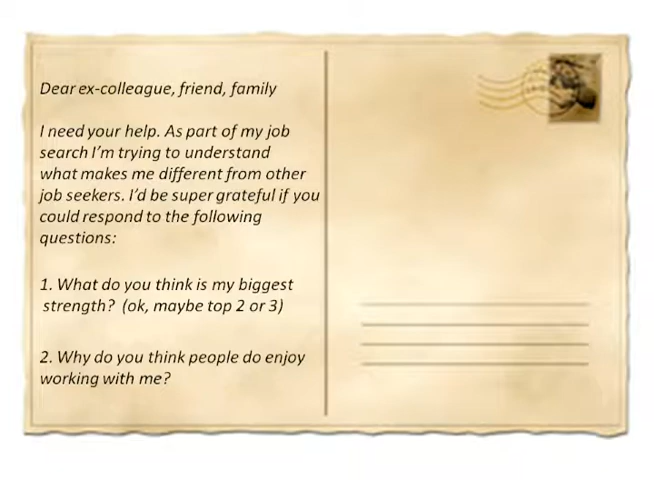 Dear ex-colleague, friend, family
I need your help. As part of my job
search I'm trying to understand
what makes me different from other
job seekers. I'd be super grateful if you
could respond to the following
questions:
1. What do you think is my biggest
strength? (ok, maybe top 2 or 3)
2. Why do you think people do enjoy
working with me?